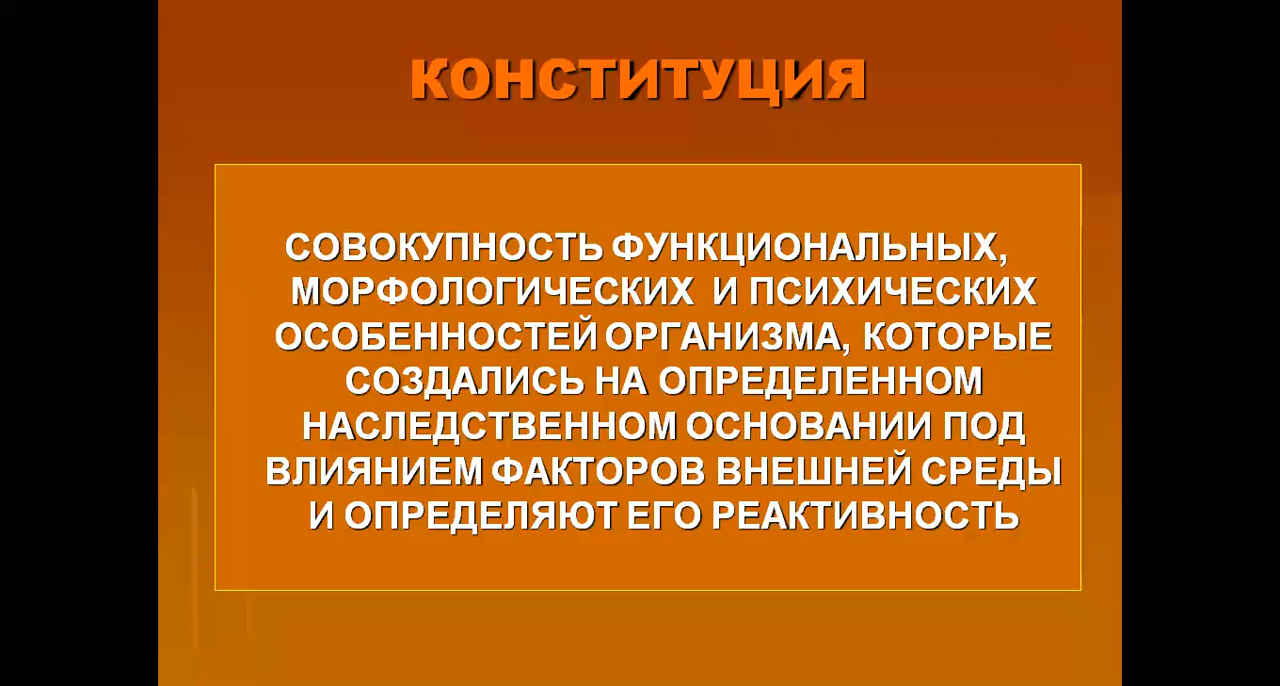 КОНСТИТУЦИЯ
СОВОКУПНОСТЬ ФУНКЦИОНАЛЬНЫХ,
МОРФОЛОГИЧЕСКИХ И ПСИХИЧЕСКИХ
ОСОБЕННОСТЕЙ ОРГАНИЗМА, КОТОРЫЕ
СОЗДАЛИСЬ НА ОПРЕДЕЛЕННОМ
НАСЛЕДСТВЕННОМ ОСНОВАНИИ ПОД
ВЛИЯНИЕМ ФАКТОРОВ ВНЕШНЕЙ СРЕДЫ
И ОПРЕДЕЛЯЮТ ЕГО РЕАКТИВНОСТЬ